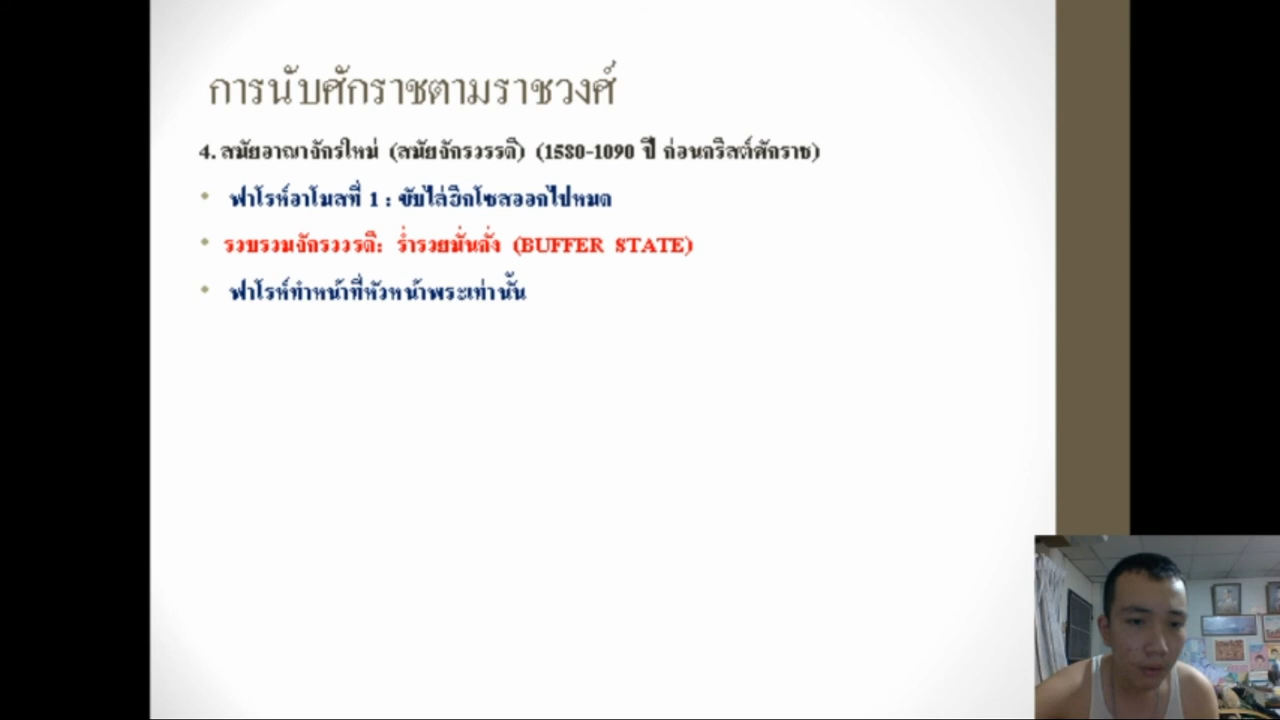 การนับศักราชตามราชวงศ์
4. สมัยอาณาจักรใหม่ (สมัยจักรวรรดิ) (1580-1090 ปี ก่อนคริสต์ศักราช)
• ฟาโรห์อาโมสที่ 1 : ขับไล่ฮิกโซสออกไปหมด
• รวบรวมจักรววรดิ: ร่ำรวยมั่นคั่ง (BUFFER STATE)
• ฟาโรห์ทำหน้าที่หัวหน้าพระเท่านั้น